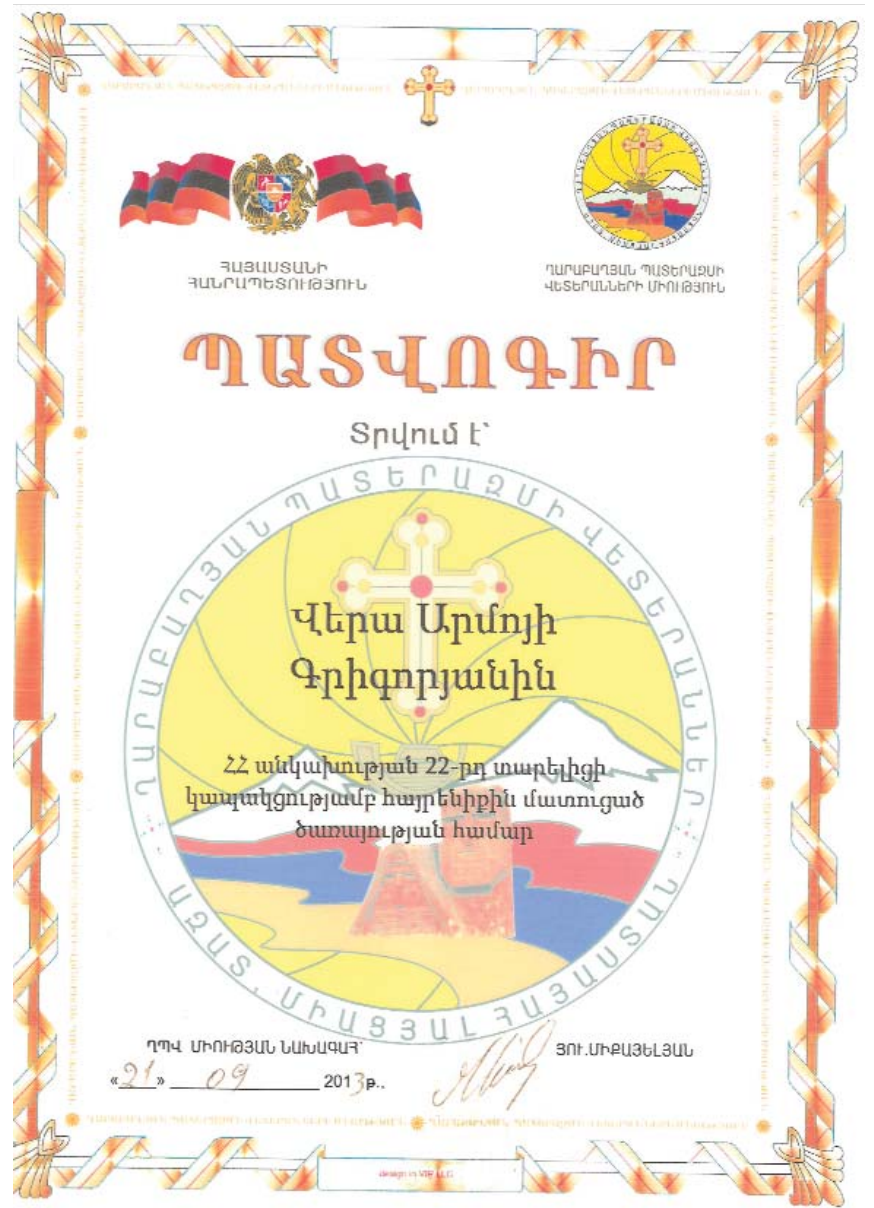 ՀԱՅԱՍՏԱՆԻ
ՀԱՆՐԱՊԵՏՈՒԹՅՈՒՆ
ՂԱՐԱԲԱՂՅԱՆ ՊԱՏԵՐԱԶՄԻ
ՎԵՏԵՐԱՆՆԵՐԻ ՄԻՈՒԹՅՈՒՆ
ՊԱՏՎՈԳԻՐ
Տրվում է՝
ՂԱՐԱԲԱՂՅԱՆ ՊԱՏԵՐԱԶՄԻ ՎԵՏԵՐԱՆՆԵՐ
Վերա Արմոյի
Գրիգորյանին
ՀՀ անկախության 22-րդ տարելիցի
կապակցությամբ հայրենիքին մատուցած
ծառայության համար
ԱԶԱՏ, ՄԻԱՑՅԱԼ ՀԱՅԱՍՏԱՆ
ՂՊՎ ՄԻՈՒԹՅԱՆ ՆԱԽԱԳԱՀ՝
ՅՈՒ.ՄԻՔԱՅԵԼՅԱՆ
«21» 09 2013թ.